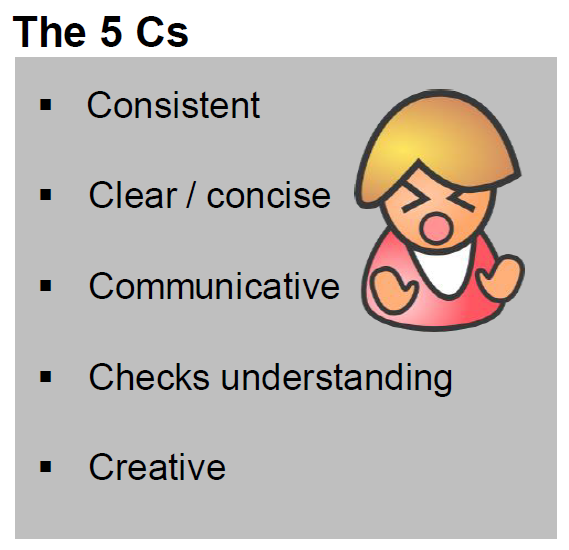 The 5 Cs
▪ Consistent
▪ Clear / concise
▪ Communicative
▪ Checks understanding
▪ Creative